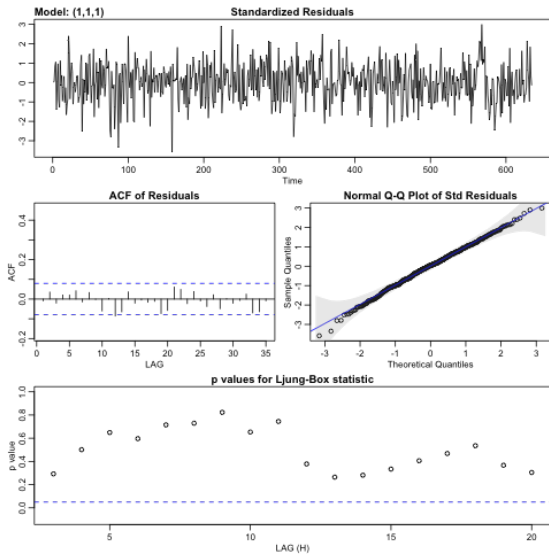 Model: (1,1,1) Standardized Residuals
3
2
1
0
-1
-3
0 100 200 300 400 500 600
Time
ACF of Residuals
ACF
0.4
0.2
0.0
-0.2
0 5 10 15 20 25 30 35
LAG
Normal Q-Q Plot of Std Residuals
Sample Quantiles
3
2
1
0
-1
-3
-3 -2 -1 0 1 2 3
Theoretical Quantiles
p values for Ljung-Box statistic
p value
1.0
0.8
0.6
0.4
0.2
0.0
5 10 15 20
LAG (H)